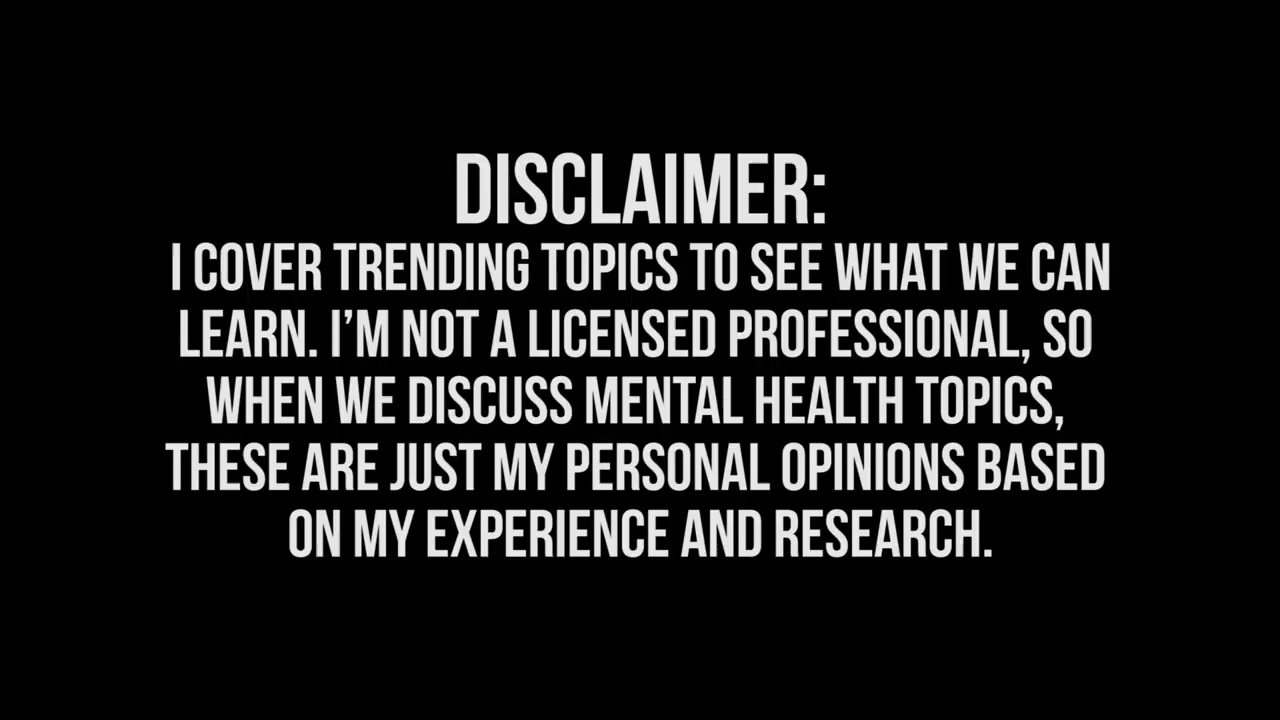 DISCLAIMER:
I COVER TRENDING TOPICS TO SEE WHAT WE CAN
LEARN. I’M NOT A LICENSED PROFESSIONAL, SO
WHEN WE DISCUSS MENTAL HEALTH TOPICS,
THESE ARE JUST MY PERSONAL OPINIONS BASED
ON MY EXPERIENCE AND RESEARCH.